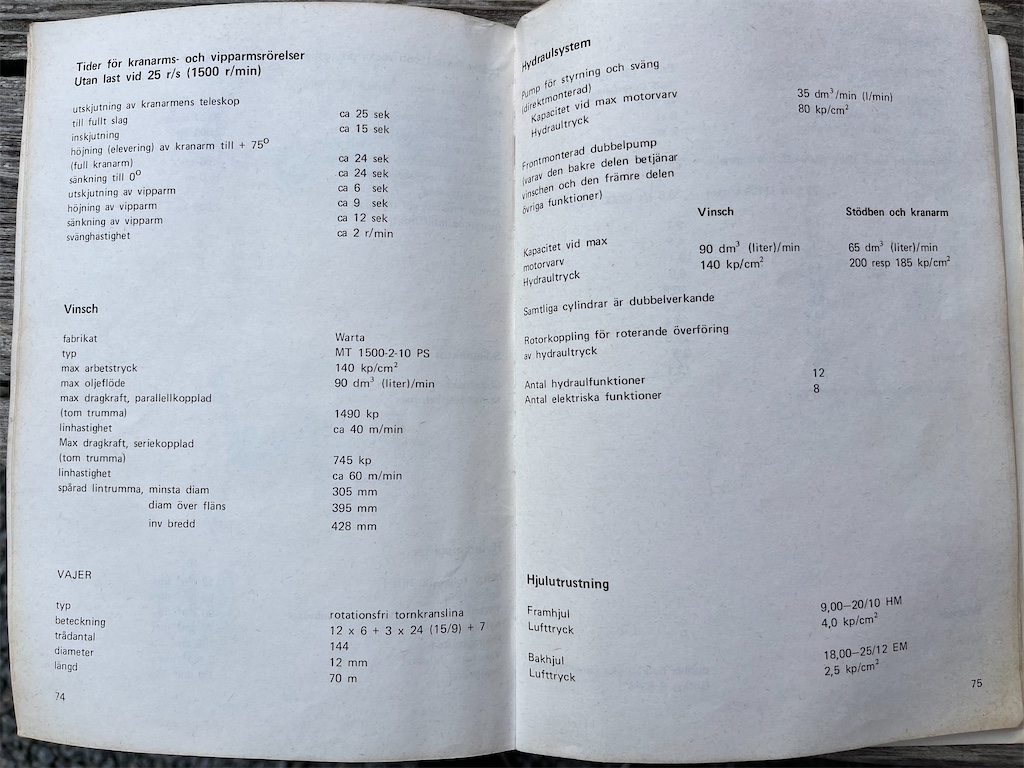 Tider för kranarms- och vipparmsrörelser
Utan last vid 25 r/s (1500 r/min)
utskjutning av kranarmens teleskop
till fullt slag ca 25 sek
inskjutning ca 15 sek
höjning (elevering) av kranarm till + 75⁰
(full kranarm) ca 24 sek
sänkning till 0⁰ ca 24 sek
utskjutning av vipparm ca 6 sek
höjning av vipparm ca 9 sek
sänkning av vipparm ca 12 sek
svänghastighet ca 2 r/min
Vinsch
fabrikat Warta
typ MT 1500-2-10 PS
max arbetstryck 140 kp/cm²
max oljeflöde 90 dm³ (liter)/min
max dragkraft, parallellkopplad
(tom trumma) 1490 kp
linhastighet ca 40 m/min
Max dragkraft, seriekopplad
(tom trumma) 745 kp
linhastighet ca 60 m/min
spårad lintrumma, minsta diam 305 mm
diam över fläns 395 mm
inv bredd 428 mm
VAJER
typ rotationsfri tornkranslina
beteckning 12 x 6 + 3 x 24 (15/9) + 7
trådantal 144
diameter 12 mm
längd 70 m
74
Hydraulsystem
Pump för styrning och sväng
(direktmonterad)
Kapacitet vid max motorvarv 35 dm³/min (l/min)
Hydraultryck 80 kp/cm²
Frontmonterad dubbelpump
(varav den bakre delen betjänar
vinschen och den främre delen
övriga funktioner)
Vinsch Stödben och kranarm
Kapacitet vid max
motorvarv 90 dm³ (liter)/min 65 dm³ (liter)/min
Hydraultryck 140 kp/cm² 200 resp 185 kp/cm²
Samtliga cylindrar är dubbelverkande
Rotorkoppling för roterande överföring
av hydraultryck
Antal hydraulfunktioner 12
Antal elektriska funktioner 8
Hjulutrustning
Framhjul 9,00—20/10 HM
Lufttryck 4,0 kp/cm²
Bakhjul 18,00—25/12 EM
Lufttryck 2,5 kp/cm²
75